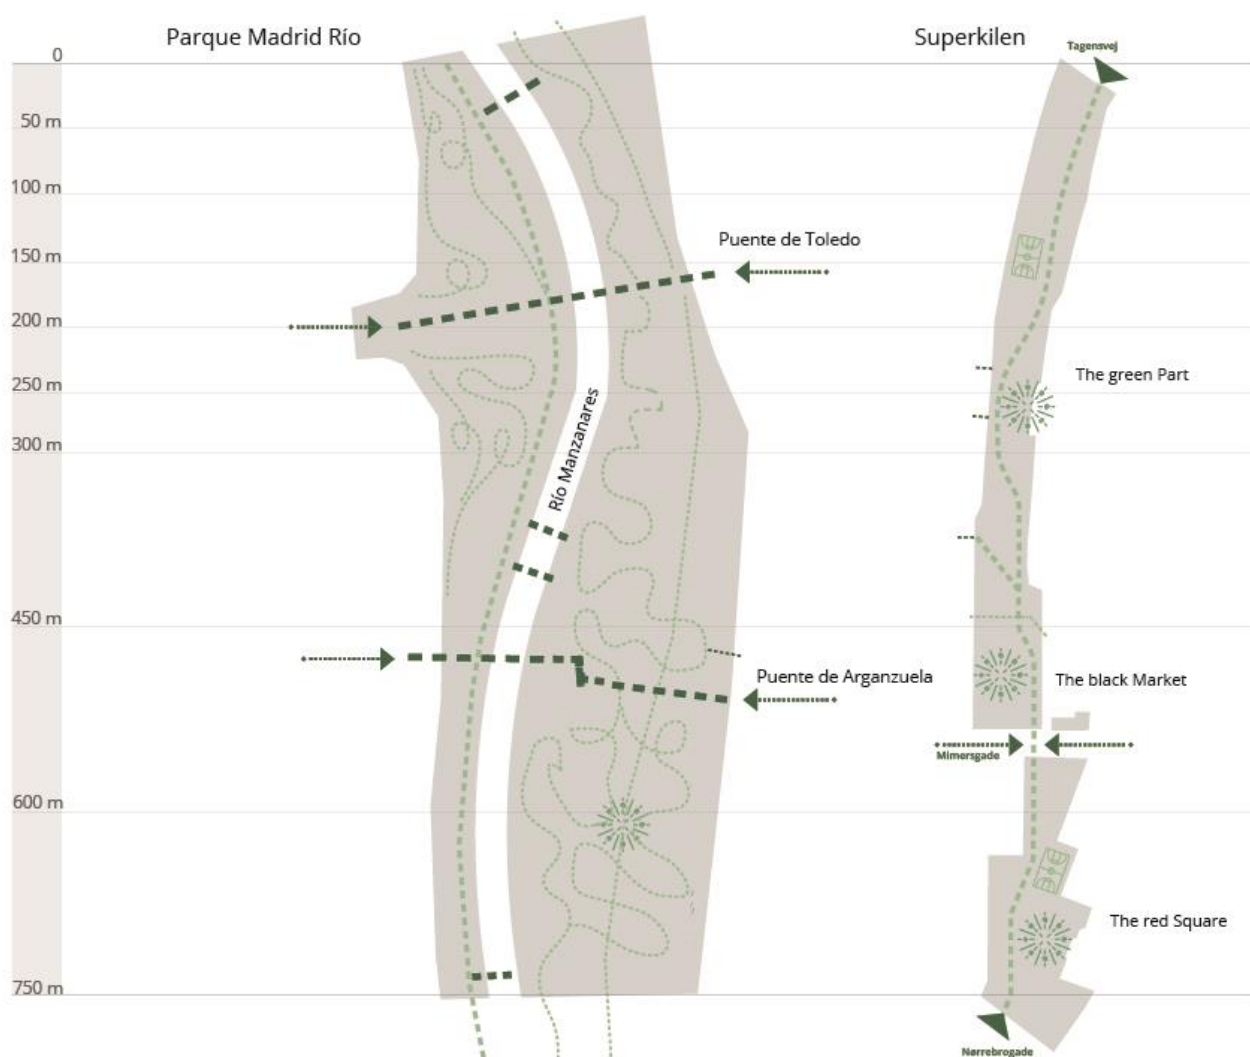 Parque Madrid Río
Superkilen
Tagensvej
0
50 m
100 m
150 m
200 m
250 m
300 m
450 m
600 m
750 m
Puente de Toledo
The green Part
Río Manzanares
Puente de Arganzuela
The black Market
Mimersgade
The red Square
Nørrebrogade